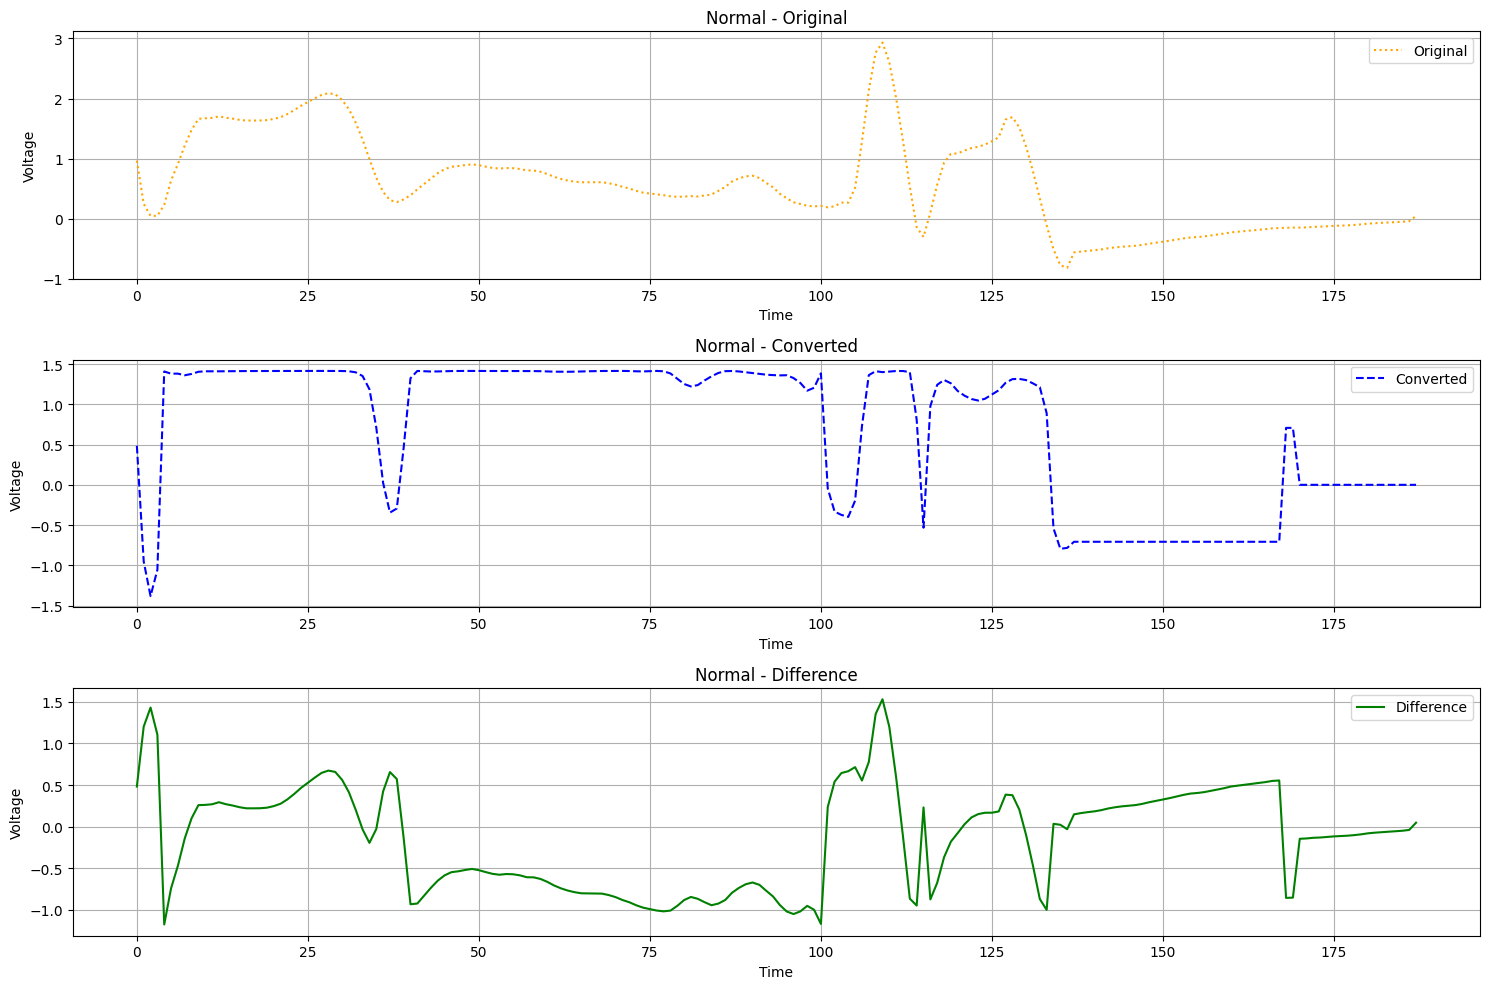 Normal - Original
3
2
1
0
−1
Voltage
Original
0 25 50 75 100 125 150 175
Time
Normal - Converted
1.5
1.0
0.5
0.0
−0.5
−1.0
−1.5
Voltage
Converted
0 25 50 75 100 125 150 175
Time
Normal - Difference
1.5
1.0
0.5
0.0
−0.5
−1.0
Voltage
Difference
0 25 50 75 100 125 150 175
Time